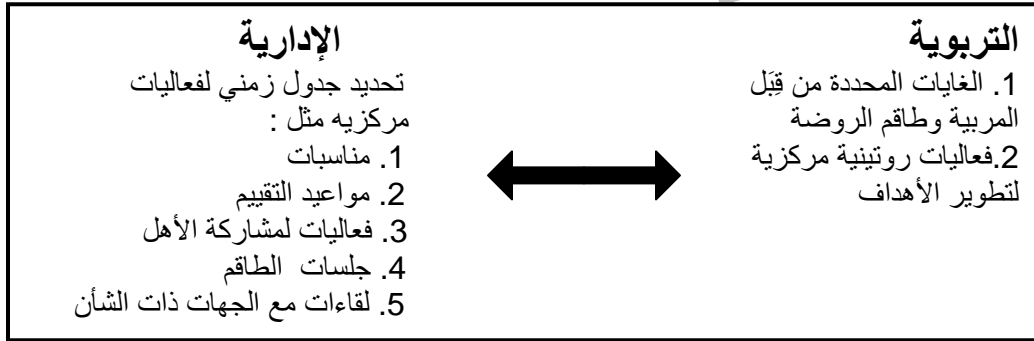 التربوية
1. الغايات المحددة من قِبَل
المربية وطاقم الروضة
2.فعاليات روتينية مركزية
لتطوير الأهداف
الإدارية
تحديد جدول زمني لفعاليات
مركزيه مثل :
1. مناسبات
2. مواعيد التقييم
3. فعاليات لمشاركة الأهل
4. جلسات الطاقم
5. لقاءات مع الجهات ذات الشأن